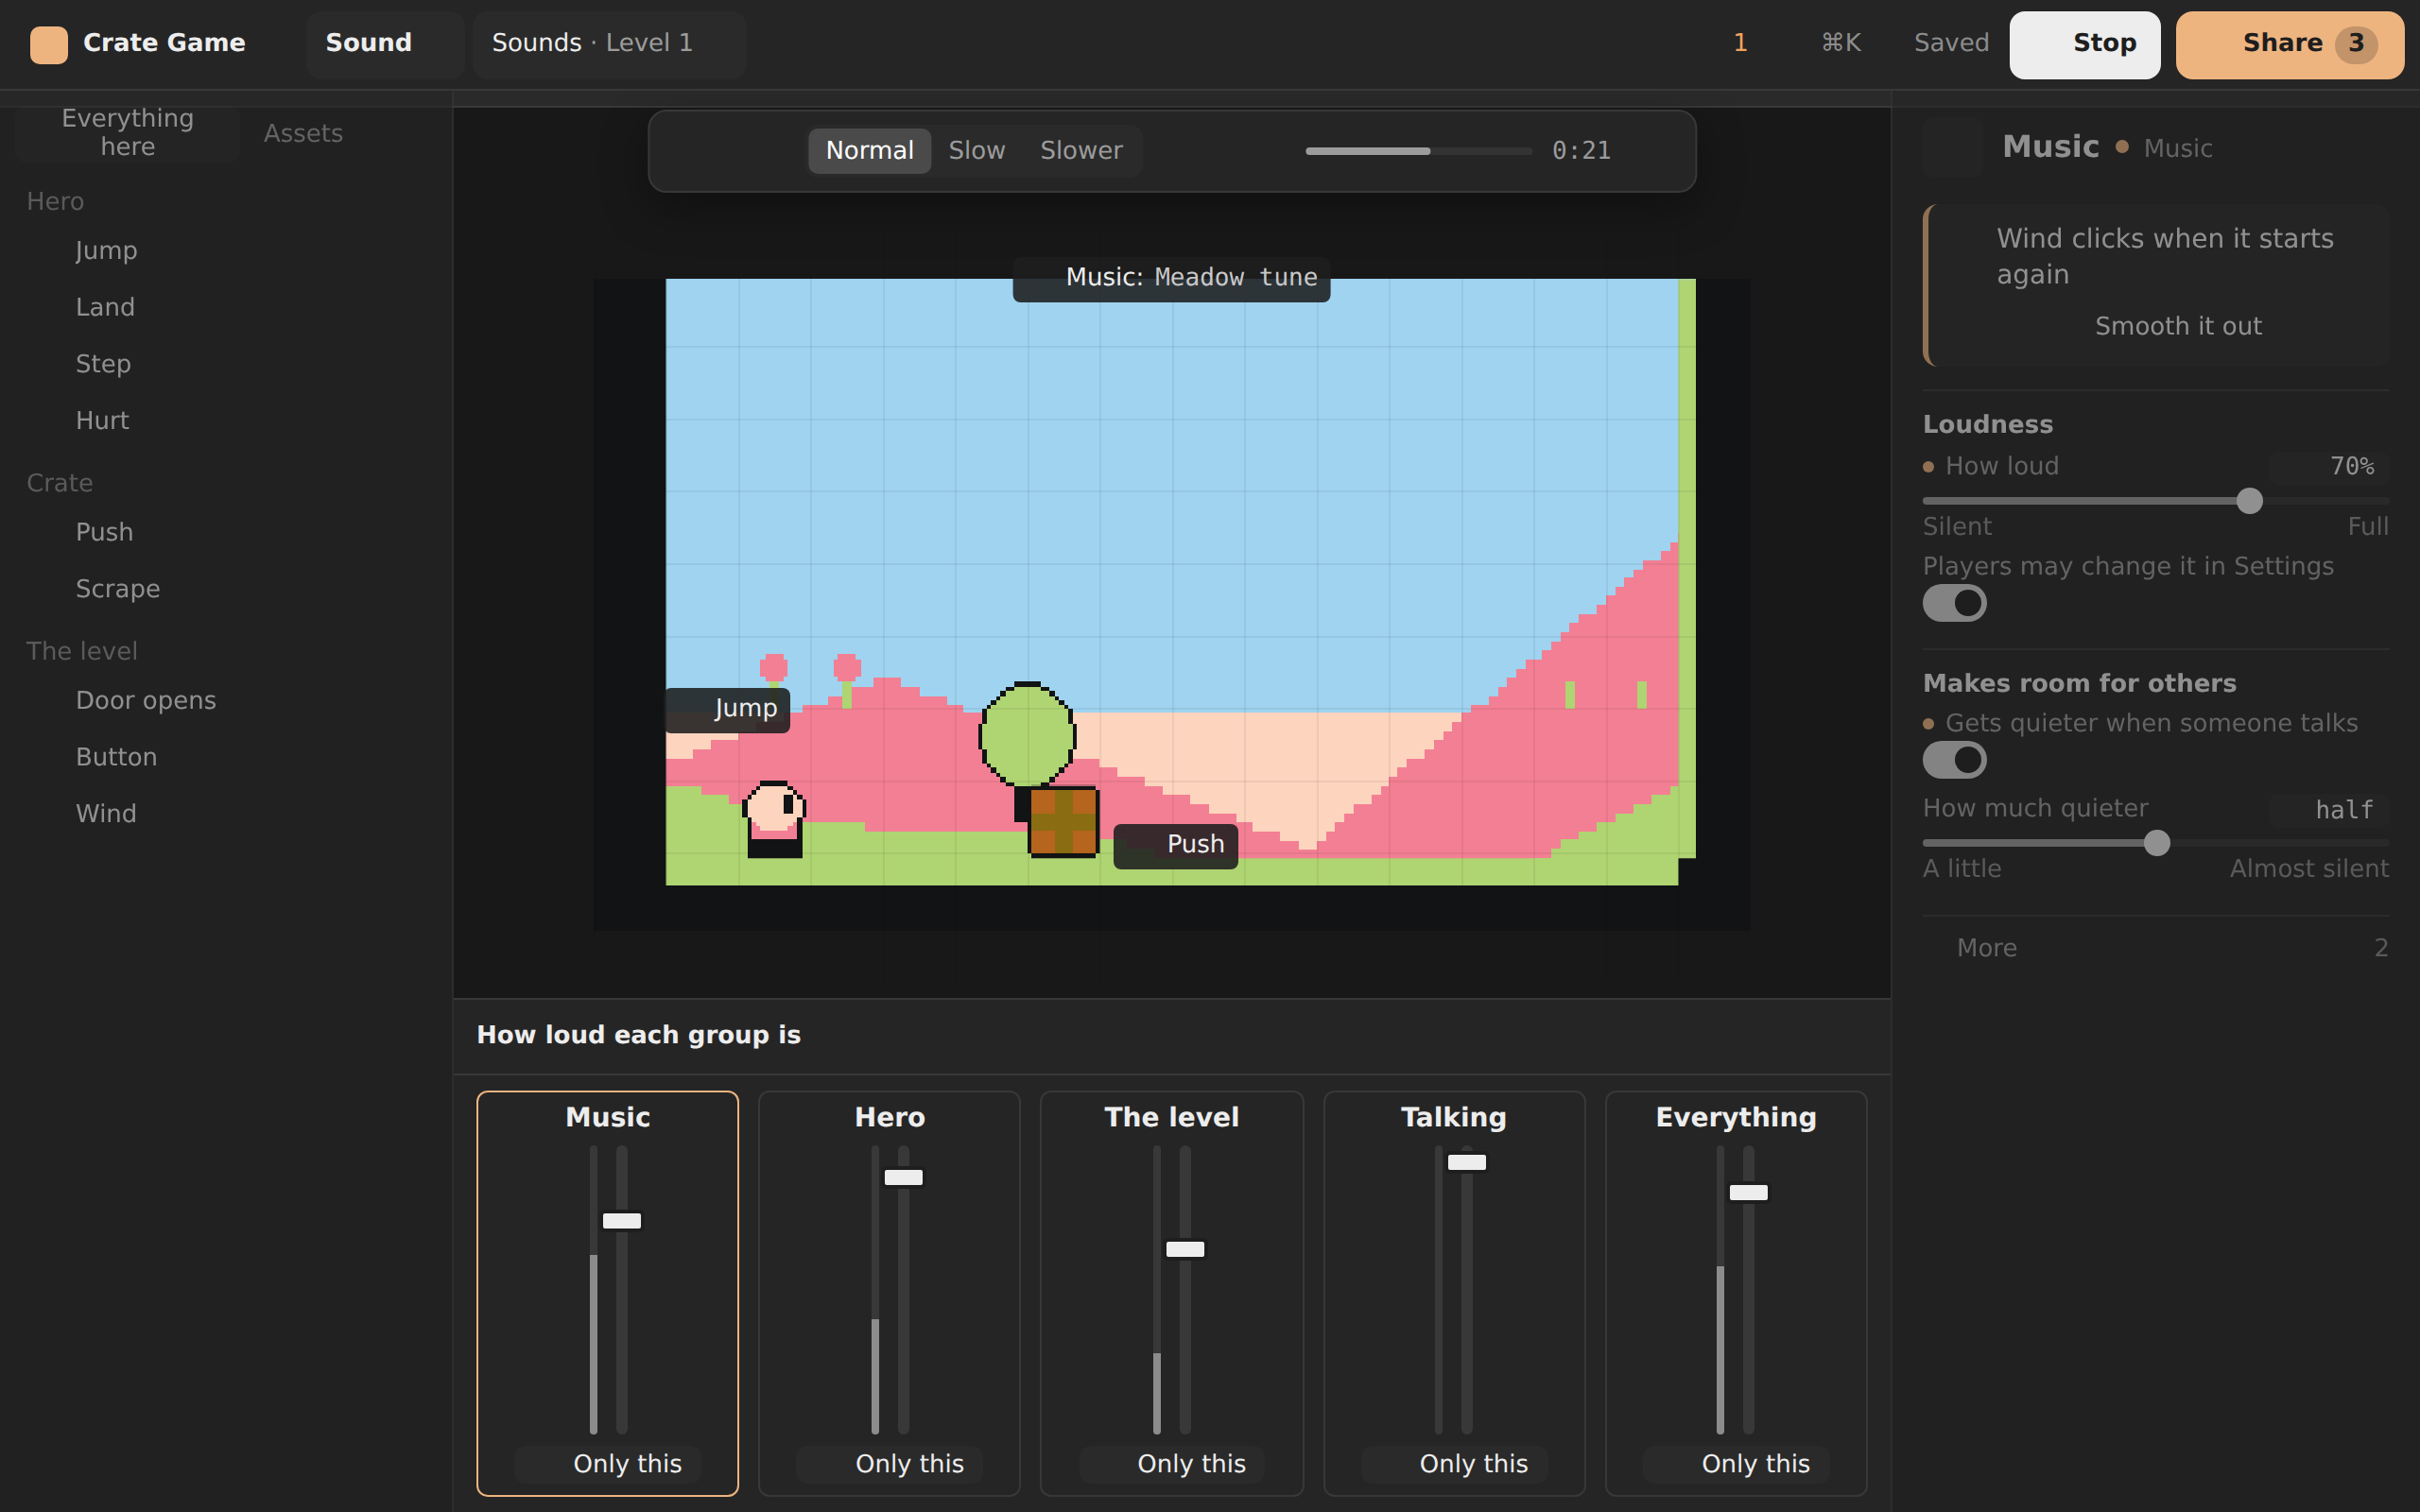 Crate Game
Sound
Sounds · Level 1
1
⌘K
Saved
Stop
Share 3
Everything here
Assets
Hero
Jump
Land
Step
Hurt
Crate
Push
Scrape
The level
Door opens
Button
Wind
Normal
Slow
Slower
0:21
Music: Meadow tune
Jump
Push
How loud each group is
Music
Hero
The level
Talking
Everything
Only this
Only this
Only this
Only this
Only this
Music
Music
Wind clicks when it starts
again
Smooth it out
Loudness
How loud
70%
Silent
Full
Players may change it in Settings
Makes room for others
Gets quieter when someone talks
How much quieter
half
A little
Almost silent
More
2